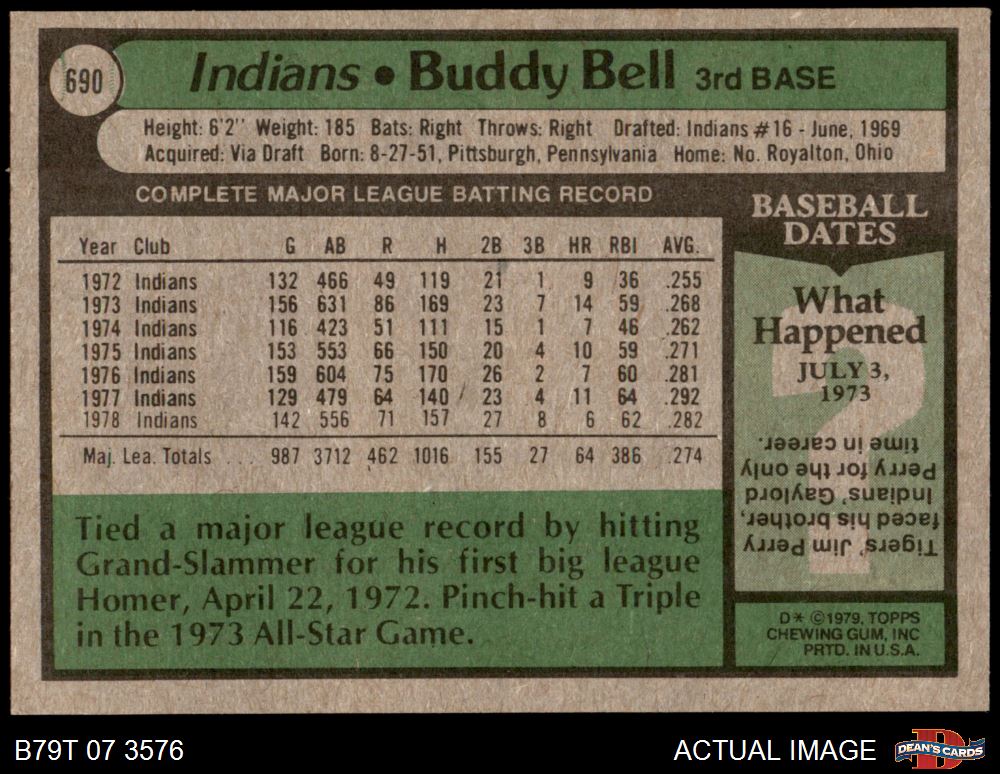 690
Indians • Buddy Bell 3rd BASE
Height: 6'2" Weight: 185 Bats: Right Throws: Right Drafted: Indians #16 - June, 1969
Acquired: Via Draft Born: 8-27-51, Pittsburgh, Pennsylvania Home: No. Royalton, Ohio
COMPLETE MAJOR LEAGUE BATTING RECORD
Year Club G AB R H 2B 3B HR RBI AVG.
1972 Indians 132 466 49 119 21 1 9 36 .255
1973 Indians 156 631 86 169 23 7 14 59 .268
1974 Indians 116 423 51 111 15 1 7 46 .262
1975 Indians 153 553 66 150 20 4 10 59 .271
1976 Indians 159 604 75 170 26 2 7 60 .281
1977 Indians 129 479 64 140 23 4 11 64 .292
1978 Indians 142 556 71 157 27 8 6 62 .282
Maj. Lea. Totals ... 987 3712 462 1016 155 27 64 386 .274
Tied a major league record by hitting
Grand-Slammer for his first big league
Homer, April 22, 1972. Pinch-hit a Triple
in the 1973 All-Star Game.
BASEBALL
DATES
What
Happened
JULY 3,
1973
?
Tigers' Jim Perry
faced his brother,
Indians' Gaylord
Perry for the only
time in career.
D* ©1979, TOPPS
CHEWING GUM, INC
PRTD. IN U.S.A.
B79T 07 3576
ACTUAL IMAGE
DEAN'S CARDS